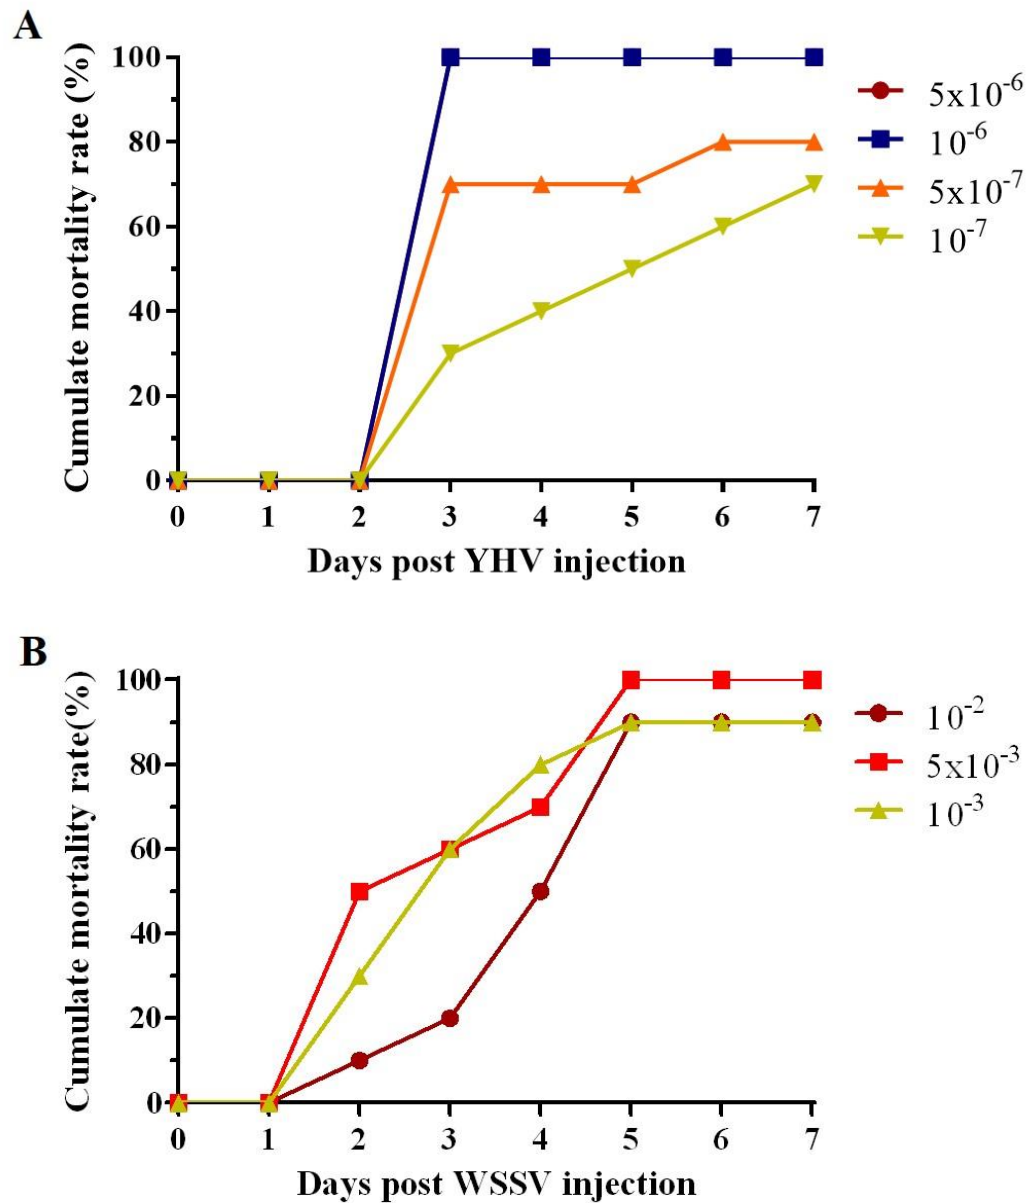 A
Cumulate mortality rate (%)
100
80
60
40
20
0
0 1 2 3 4 5 6 7
Days post YHV injection
5x10⁻⁶
10⁻⁶
5x10⁻⁷
10⁻⁷
B
Cumulate mortality rate(%)
100
80
60
40
20
0
0 1 2 3 4 5 6 7
Days post WSSV injection
10⁻²
5x10⁻³
10⁻³